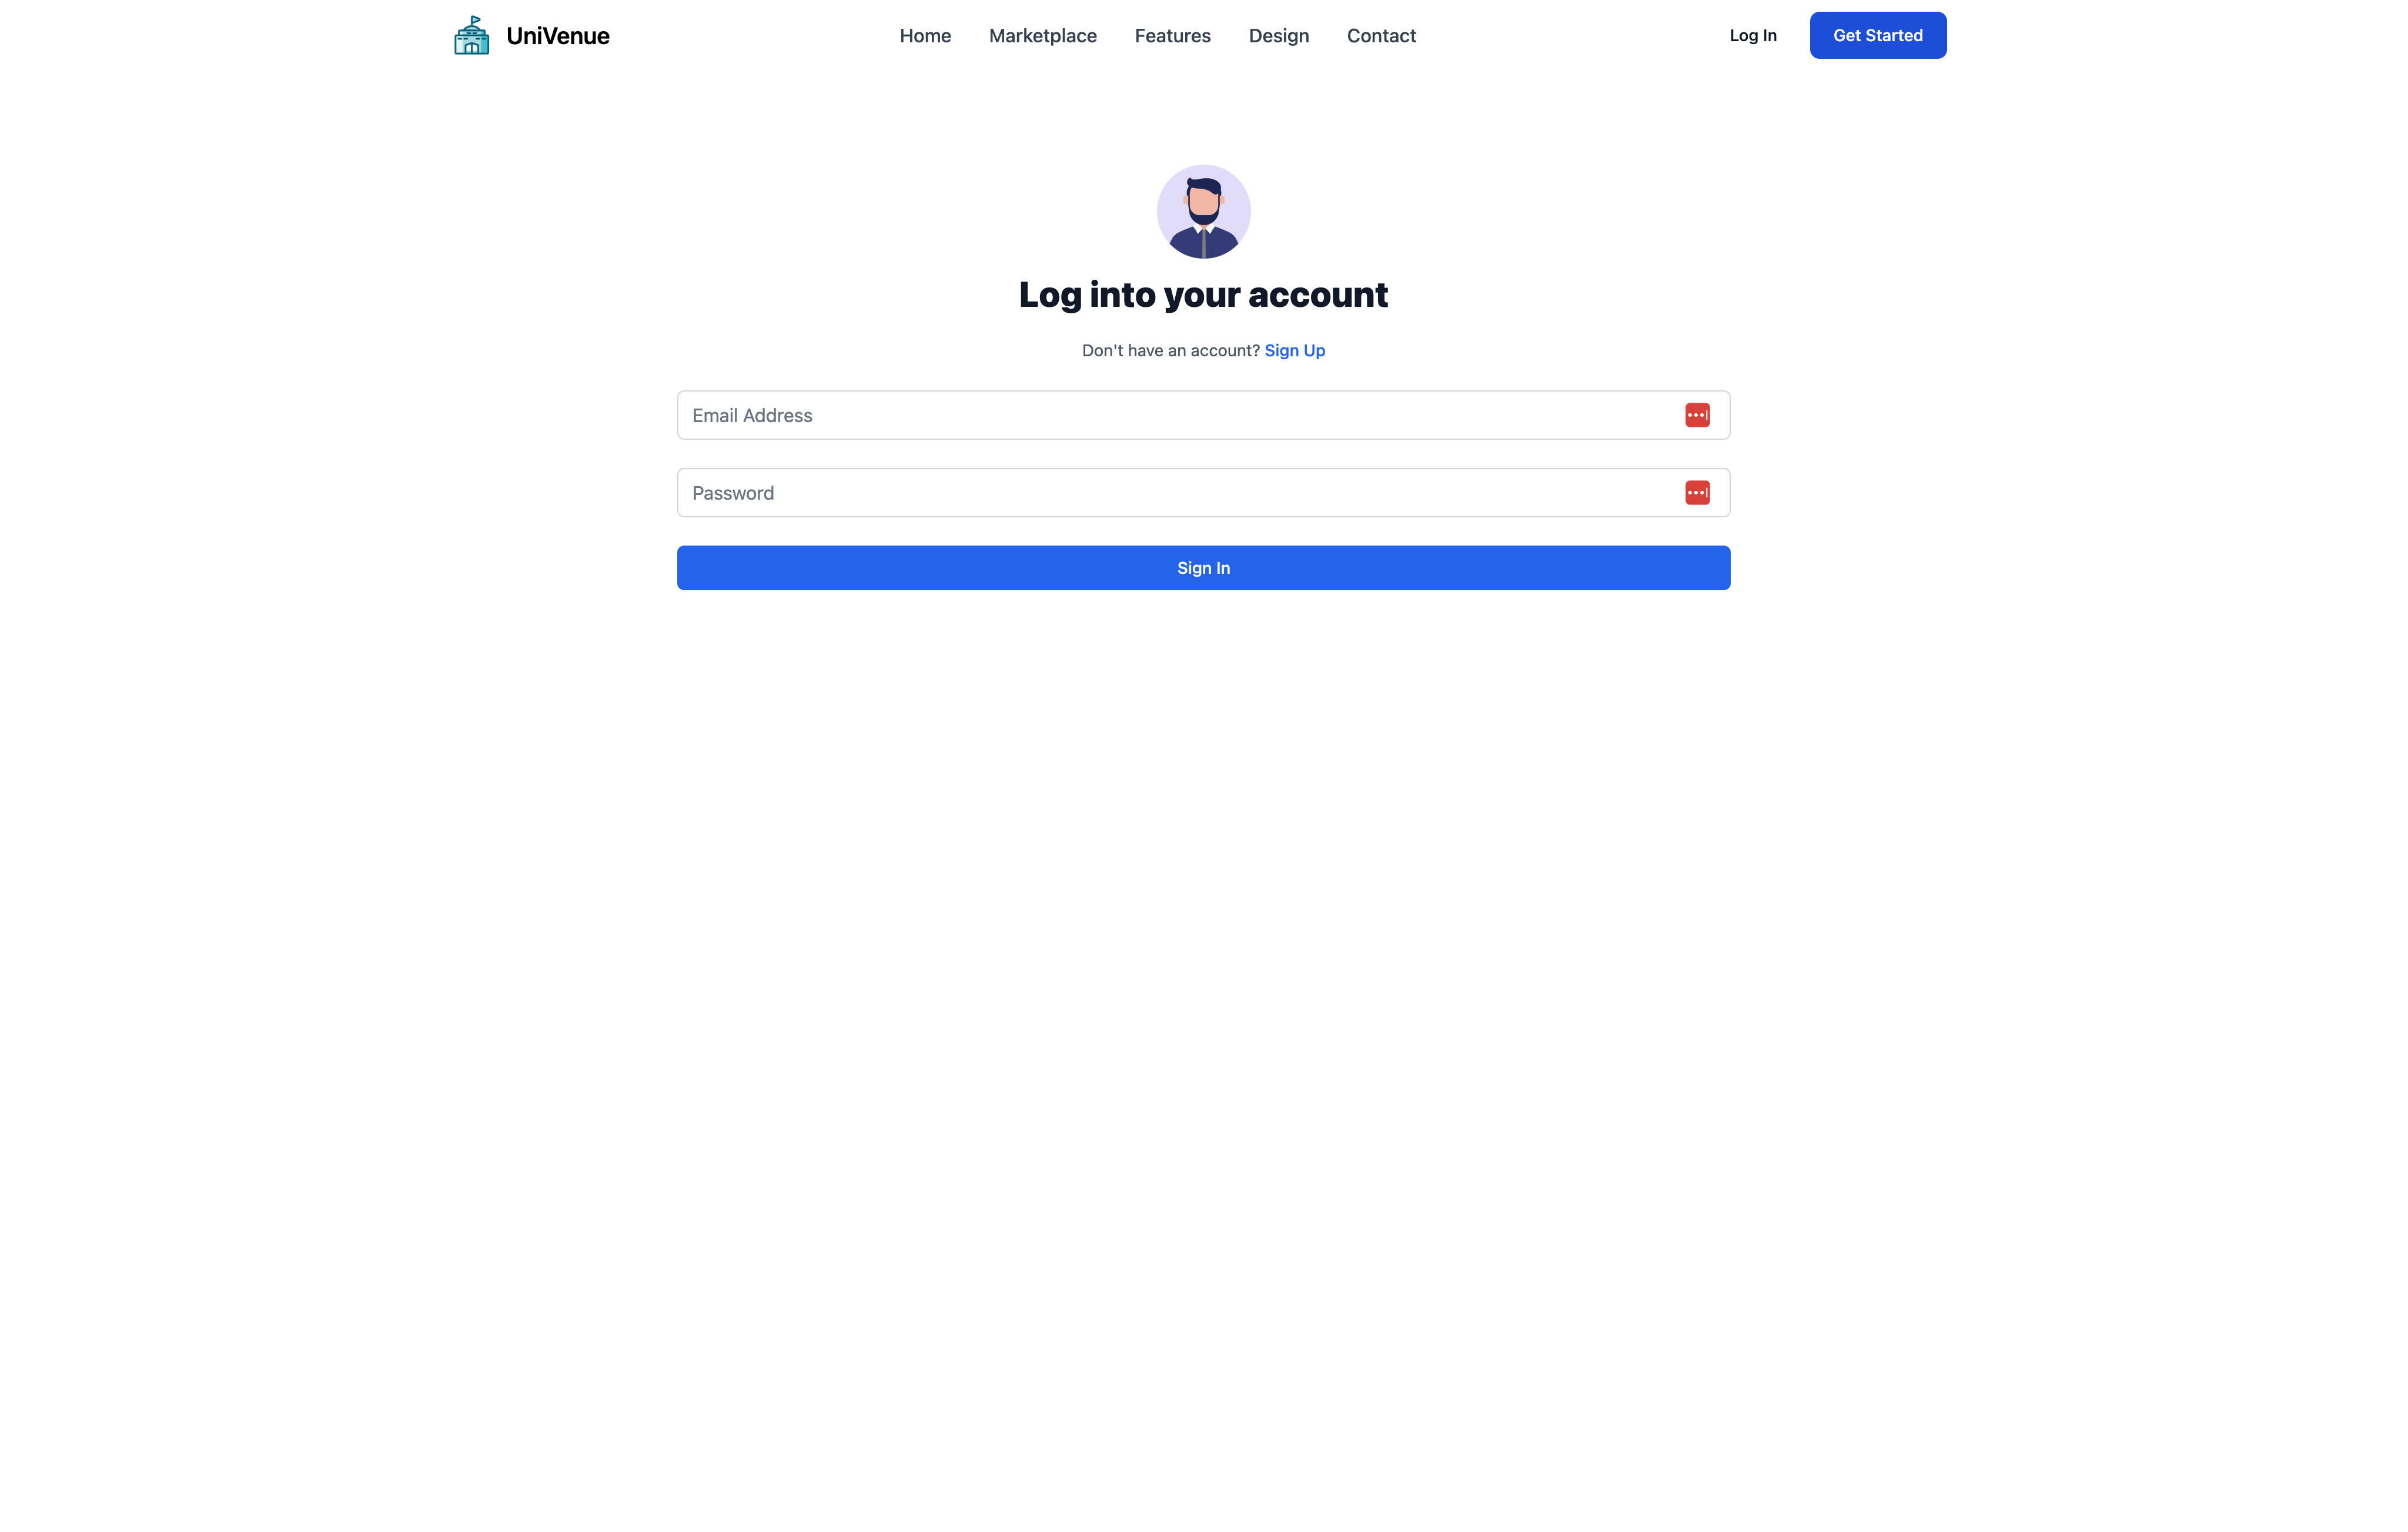 UniVenue
Home Marketplace Features Design Contact
Log In
Get Started
Log into your account
Don't have an account? Sign Up
Email Address
Password
Sign In